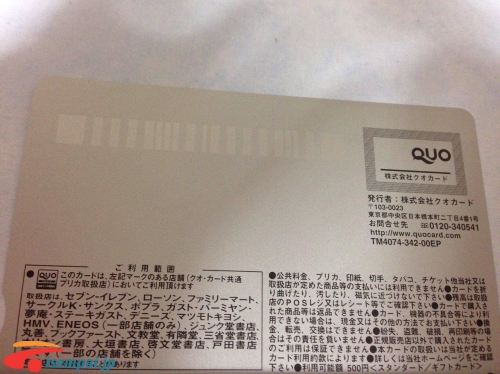 QUO
株式会社クオカード
発行者：株式会社クオカード
〒103-0023
東京都中央区日本橋本町二丁目4番1号
お問合せ先 0120-340541
http://www.quocard.com
TM4074-342-00EP
ご利用範囲
QUO
このカードは、左記マークのある店舗（クオ・カード共通
プリカ取扱店）においてご利用頂けます
取扱店は、セブン-イレブン、ローソン、ファミリーマート、
サークルK・サンクス、ポプラ、ガスト、バーミヤン、
夢庵、ステーキガスト、デニーズ、マツモトキヨシ、
HMV、ENEOS（一部店舗のみ）、ジュンク堂書店、
丸善、ブックファースト、文教堂、有隣堂、三省堂書店、
書房、大垣書店、啓文堂書店、戸田書店
一部の店舗を除く）
●公共料金、プリカ、印紙、切手、タバコ、チケット他当社又は
取扱店が定める商品等の支払いには利用できません●カードを折
り曲げたり、汚したり、磁気に近づけないで下さい●残高は取扱
店のPOSレジ又はレシート等にてご確認下さい●カードで購入さ
れた商品等は返品できません●カードの機器不具合等により利
用できない場合は、現金又はその他の方法でお支払い下さい●換
金、転売、交換はできません●紛失、盗難、破損、再発行
の責任を負いません●正規販売店以外で購入されたカード
のご利用は保証できません●本カードの取扱いは当社が定める
カード規約によります●詳しくは当社ホームページをご確認下
さい●利用可能額 500円<スタンダード/ギフトカード>